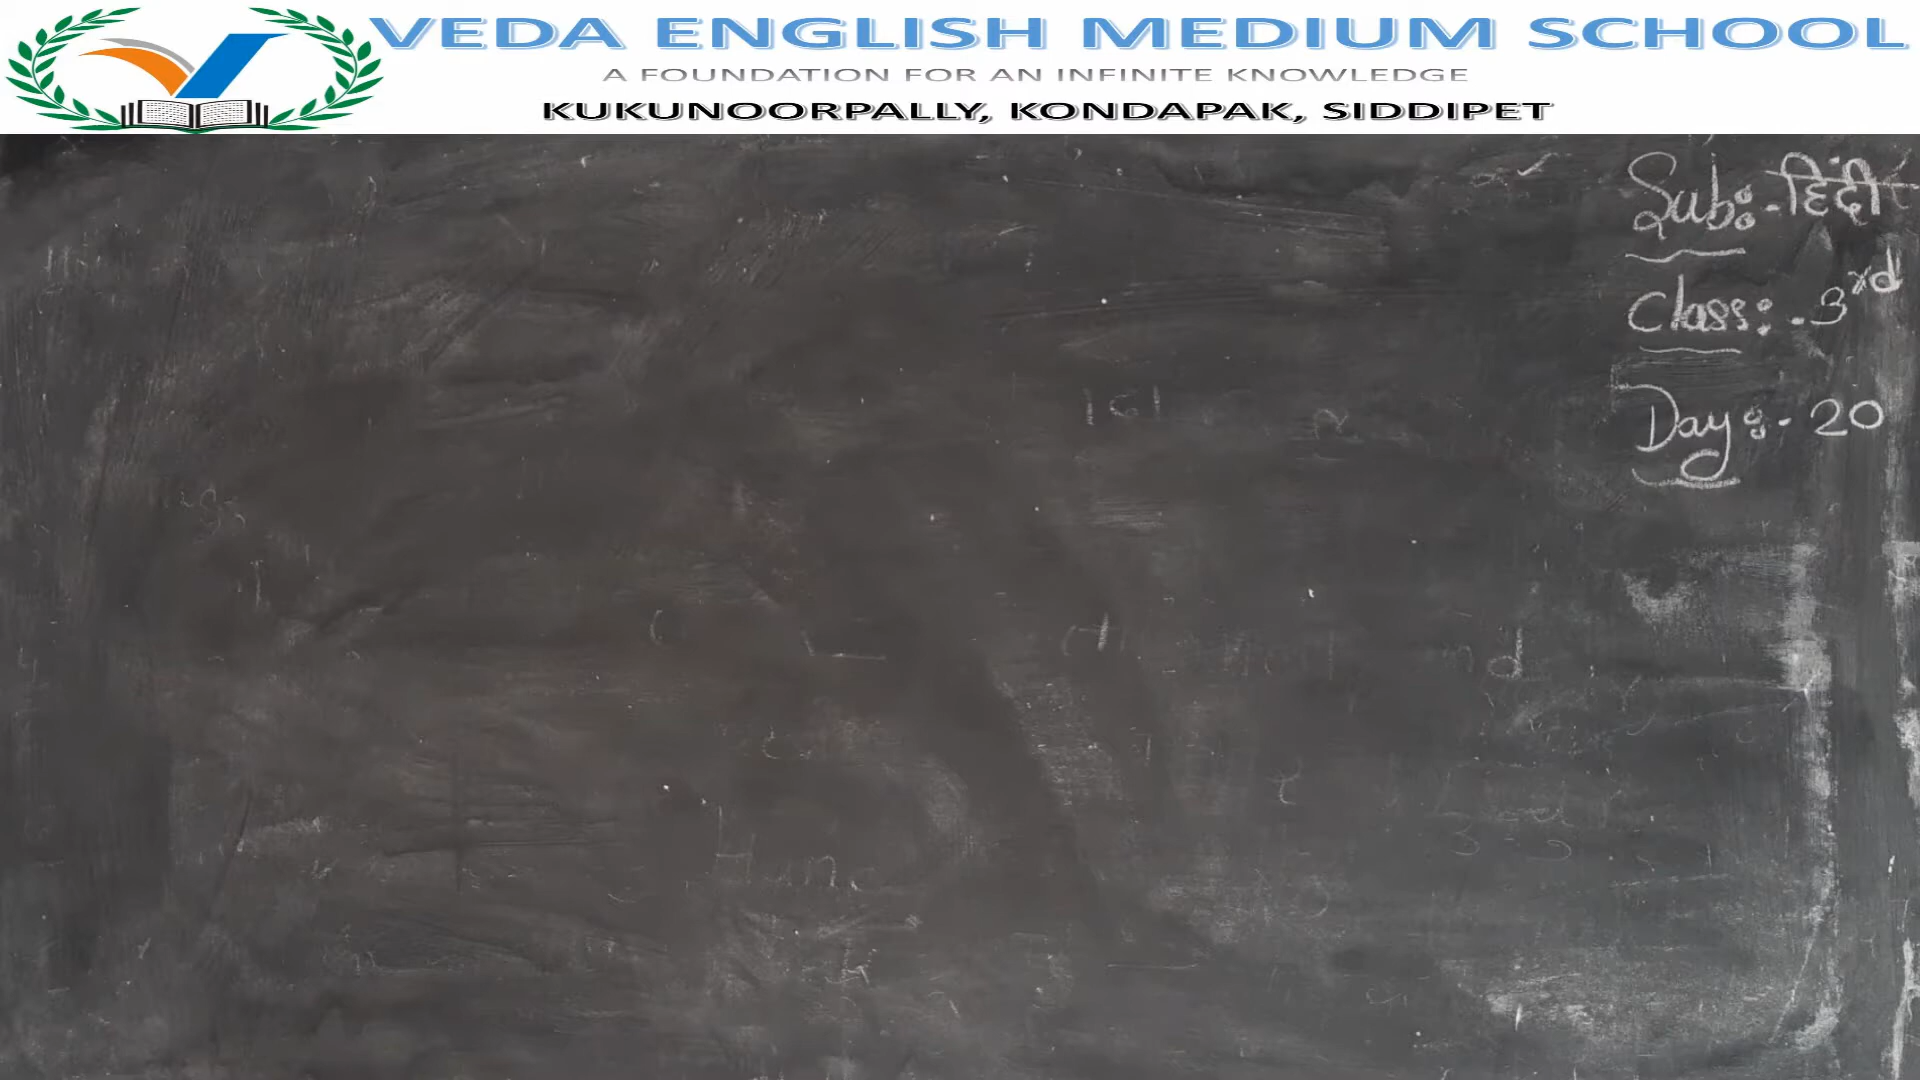 VEDA ENGLISH MEDIUM SCHOOL
A FOUNDATION FOR AN INFINITE KNOWLEDGE
KUKUNOORPALLY, KONDAPAK, SIDDIPET
Sub:- हिंदी
Class:- 3rd
Day:- 20